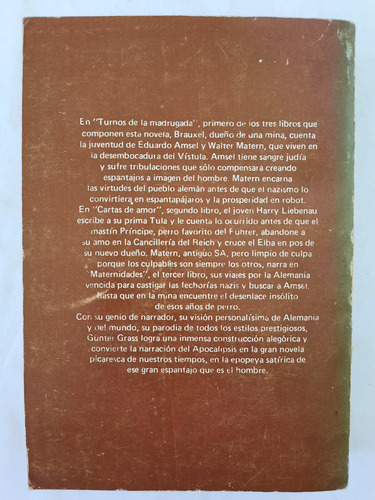 En "Turnos de la madrugada", primero de los tres libros que
componen esta novela, Brauxel, dueño de una mina, cuenta
la juventud de Eduardo Amsel y Walter Matern, que viven en
la desembocadura del Vístula. Amsel tiene sangre judía
y sufre tribulaciones que sólo compensará creando
espantajos a imagen del hombre. Matern encarna
las virtudes del pueblo alemán antes de que el nazismo lo
convirtiera en espantapájaros y la prosperidad en robot.
En "Cartas de amor", segundo libro, el joven Harry Liebenau
escribe a su prima Tula y le cuenta lo ocurrido antes de que el
mastín Príncipe, perro favorito del Führer, abandone a
su amo en la Cancillería del Reich y cruce el Elba en pos de
su nuevo dueño. Matern, antiguo SA, pero limpio de culpa
porque los culpables son siempre los otros, narra en
"Maternidades", el tercer libro, sus viajes por la Alemania
vencida para castigar las fechorías nazis y buscar a Amsel,
hasta que en la mina encuentre el desenlace insólito
de esos años de perro.
Con su genio de narrador, su visión personalísima de Alemania
y del mundo, su parodia de todos los estilos prestigiosos,
Günter Grass logra una inmensa construcción alegórica y
convierte la narración del Apocalipsis en la gran novela
picaresca de nuestros tiempos, en la epopeya satírica de
ese gran espantajo que es el hombre.